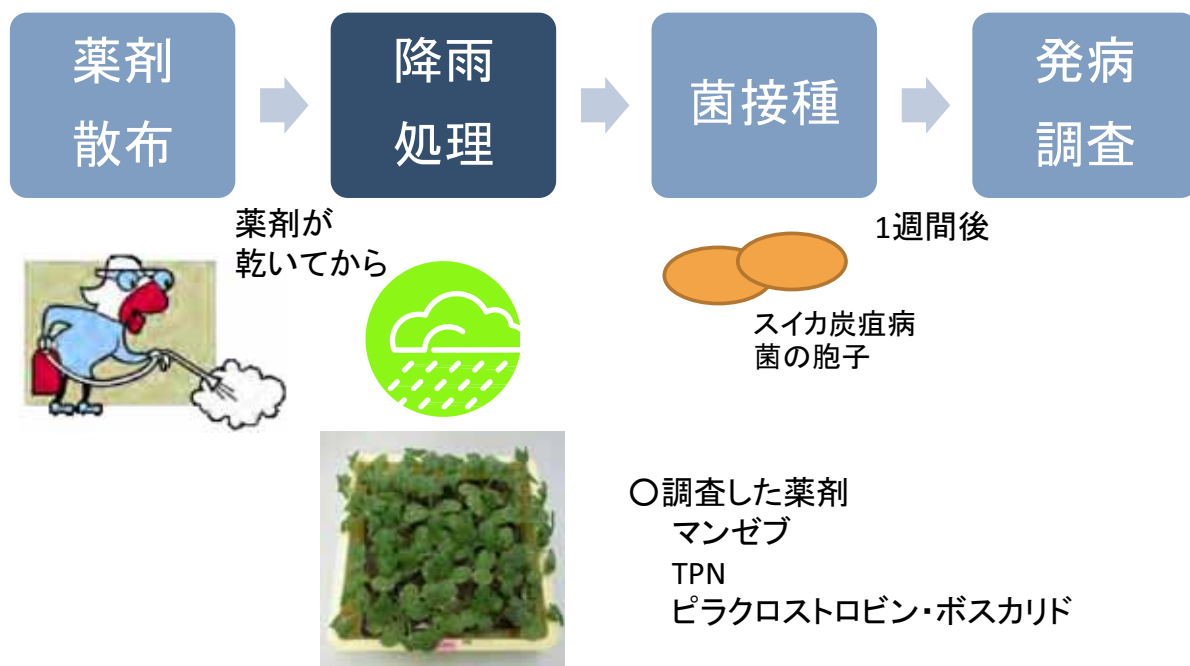 薬剤
散布
降雨
処理
菌接種
発病
調査
薬剤が
乾いてから
1週間後
スイカ炭疽病
菌の胞子
〇調査した薬剤
マンゼブ
TPN
ピラクロストロビン・ボスカリド